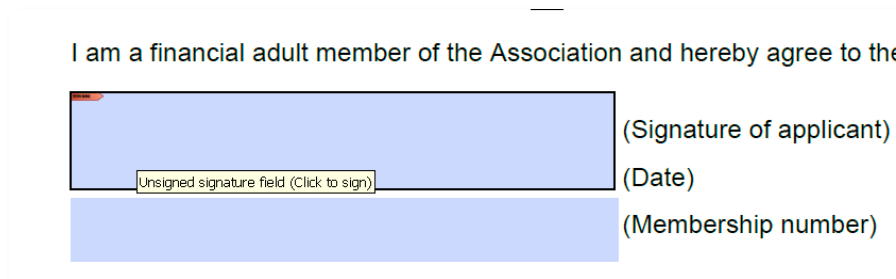 I am a financial adult member of the Association and hereby agree to the
(Signature of applicant)
Unsigned signature field (Click to sign)
(Date)
(Membership number)